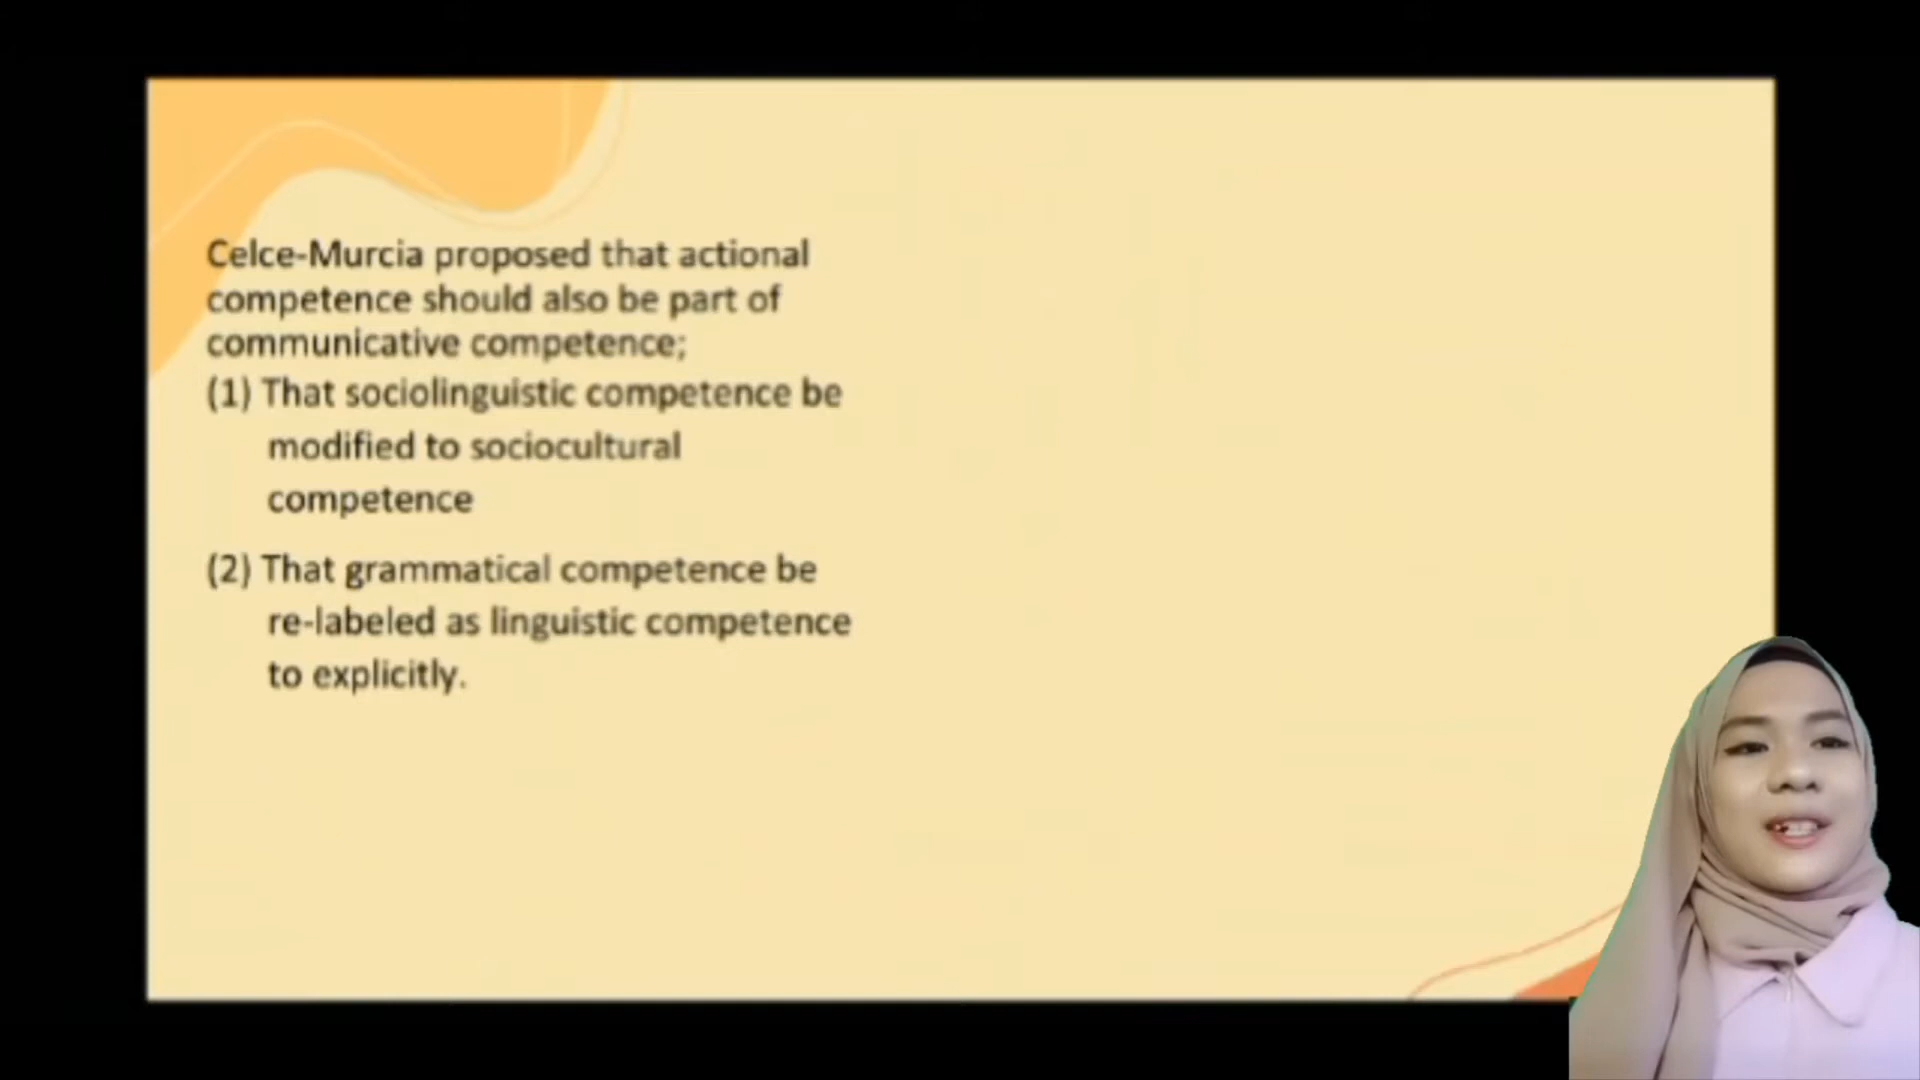 Celce-Murcia proposed that actional
competence should also be part of
communicative competence;
(1) That sociolinguistic competence be
modified to sociocultural
competence
(2) That grammatical competence be
re-labeled as linguistic competence
to explicitly.